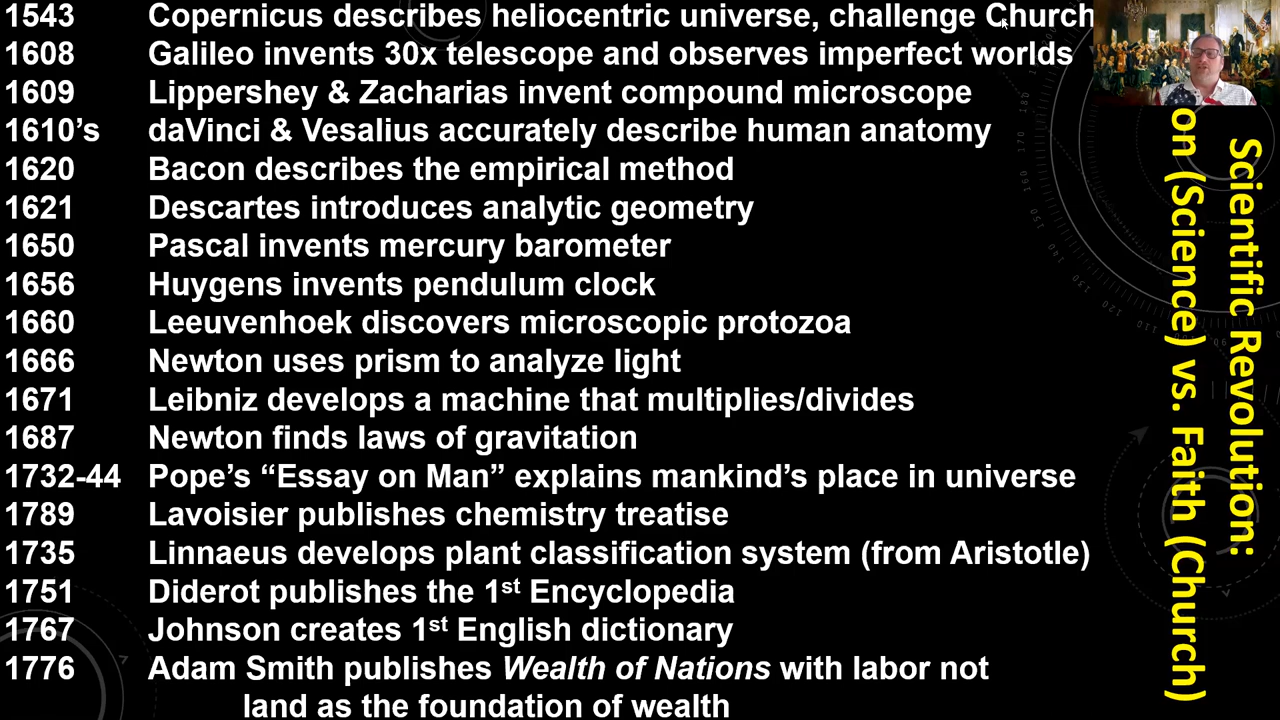 1543 Copernicus describes heliocentric universe, challenge Church
1608 Galileo invents 30x telescope and observes imperfect worlds
1609 Lippershey & Zacharias invent compound microscope
1610’s daVinci & Vesalius accurately describe human anatomy
1620 Bacon describes the empirical method
1621 Descartes introduces analytic geometry
1650 Pascal invents mercury barometer
1656 Huygens invents pendulum clock
1660 Leeuvenhoek discovers microscopic protozoa
1666 Newton uses prism to analyze light
1671 Leibniz develops a machine that multiplies/divides
1687 Newton finds laws of gravitation
1732-44 Pope’s “Essay on Man” explains mankind’s place in universe
1789 Lavoisier publishes chemistry treatise
1735 Linnaeus develops plant classification system (from Aristotle)
1751 Diderot publishes the 1st Encyclopedia
1767 Johnson creates 1st English dictionary
1776 Adam Smith publishes Wealth of Nations with labor not
land as the foundation of wealth
Scientific Revolution:
on (Science) vs. Faith (Church)